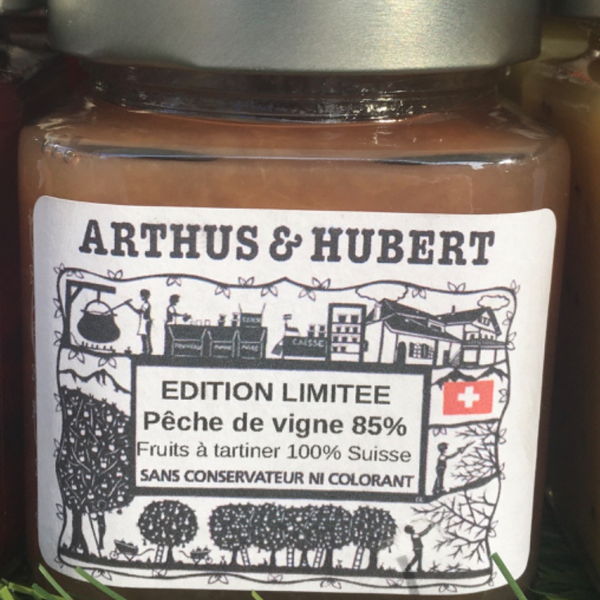 ARTHUS & HUBERT
CAISSE
EDITION LIMITEE
Pêche de vigne 85%
Fruits à tartiner 100% Suisse
SANS CONSERVATEUR NI COLORANT